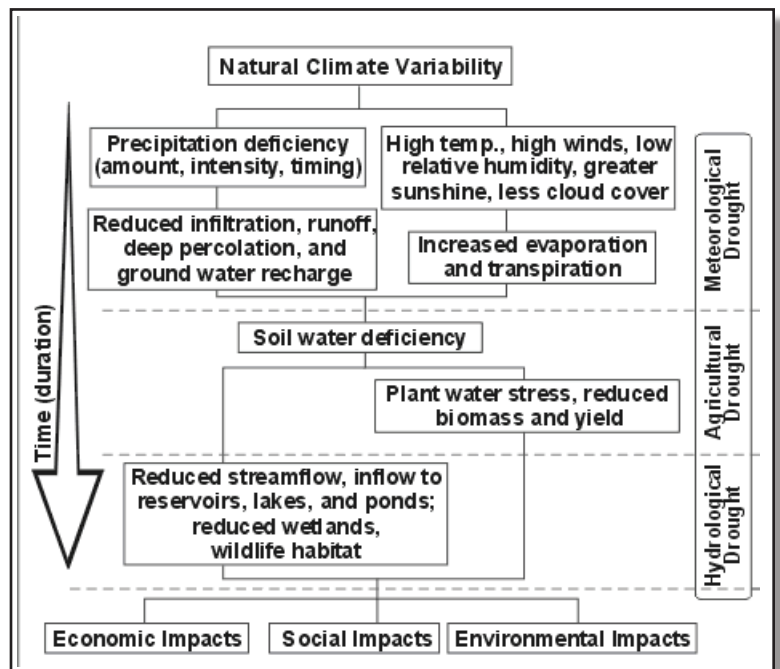 Natural Climate Variability
Precipitation deficiency
(amount, intensity, timing)
High temp., high winds, low
relative humidity, greater
sunshine, less cloud cover
Reduced infiltration, runoff,
deep percolation, and
ground water recharge
Increased evaporation
and transpiration
Meteorological
Drought
Time (duration)
Soil water deficiency
Plant water stress, reduced
biomass and yield
Agricultural
Drought
Reduced streamflow, inflow to
reservoirs, lakes, and ponds;
reduced wetlands,
wildlife habitat
Hydrological
Drought
Economic Impacts
Social Impacts
Environmental Impacts